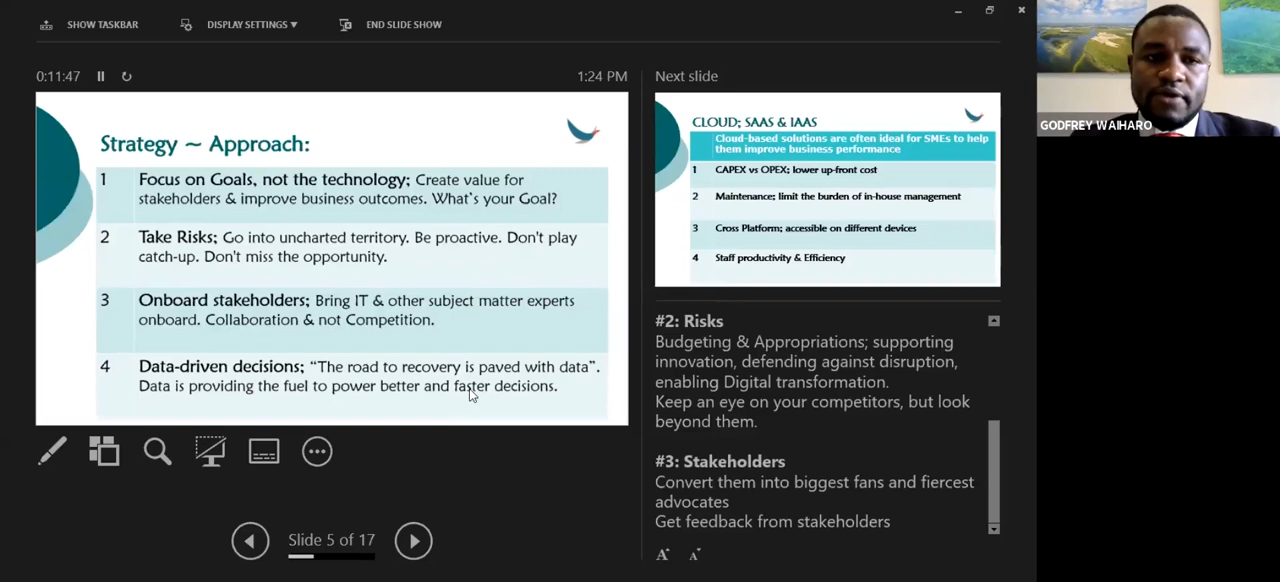 SHOW TASKBAR
DISPLAY SETTINGS ▼
END SLIDE SHOW
0:11:47
1:24 PM
Strategy ~ Approach:
1 Focus on Goals, not the technology; Create value for
stakeholders & improve business outcomes. What's your Goal?
2 Take Risks; Go into uncharted territory. Be proactive. Don't play
catch-up. Don't miss the opportunity.
3 Onboard stakeholders; Bring IT & other subject matter experts
onboard. Collaboration & not Competition.
4 Data-driven decisions; “The road to recovery is paved with data”.
Data is providing the fuel to power better and faster decisions.
Slide 5 of 17
Next slide
CLOUD; SAAS & IAAS
Cloud-based solutions are often ideal for SMEs to help
them improve business performance
1 CAPEX vs OPEX; lower up-front cost
2 Maintenance; limit the burden of in-house management
3 Cross Platform; accessible on different devices
4 Staff productivity & Efficiency
#2: Risks
Budgeting & Appropriations; supporting
innovation, defending against disruption,
enabling Digital transformation.
Keep an eye on your competitors, but look
beyond them.
#3: Stakeholders
Convert them into biggest fans and fiercest
advocates
Get feedback from stakeholders
A A
GODFREY WAIHARO